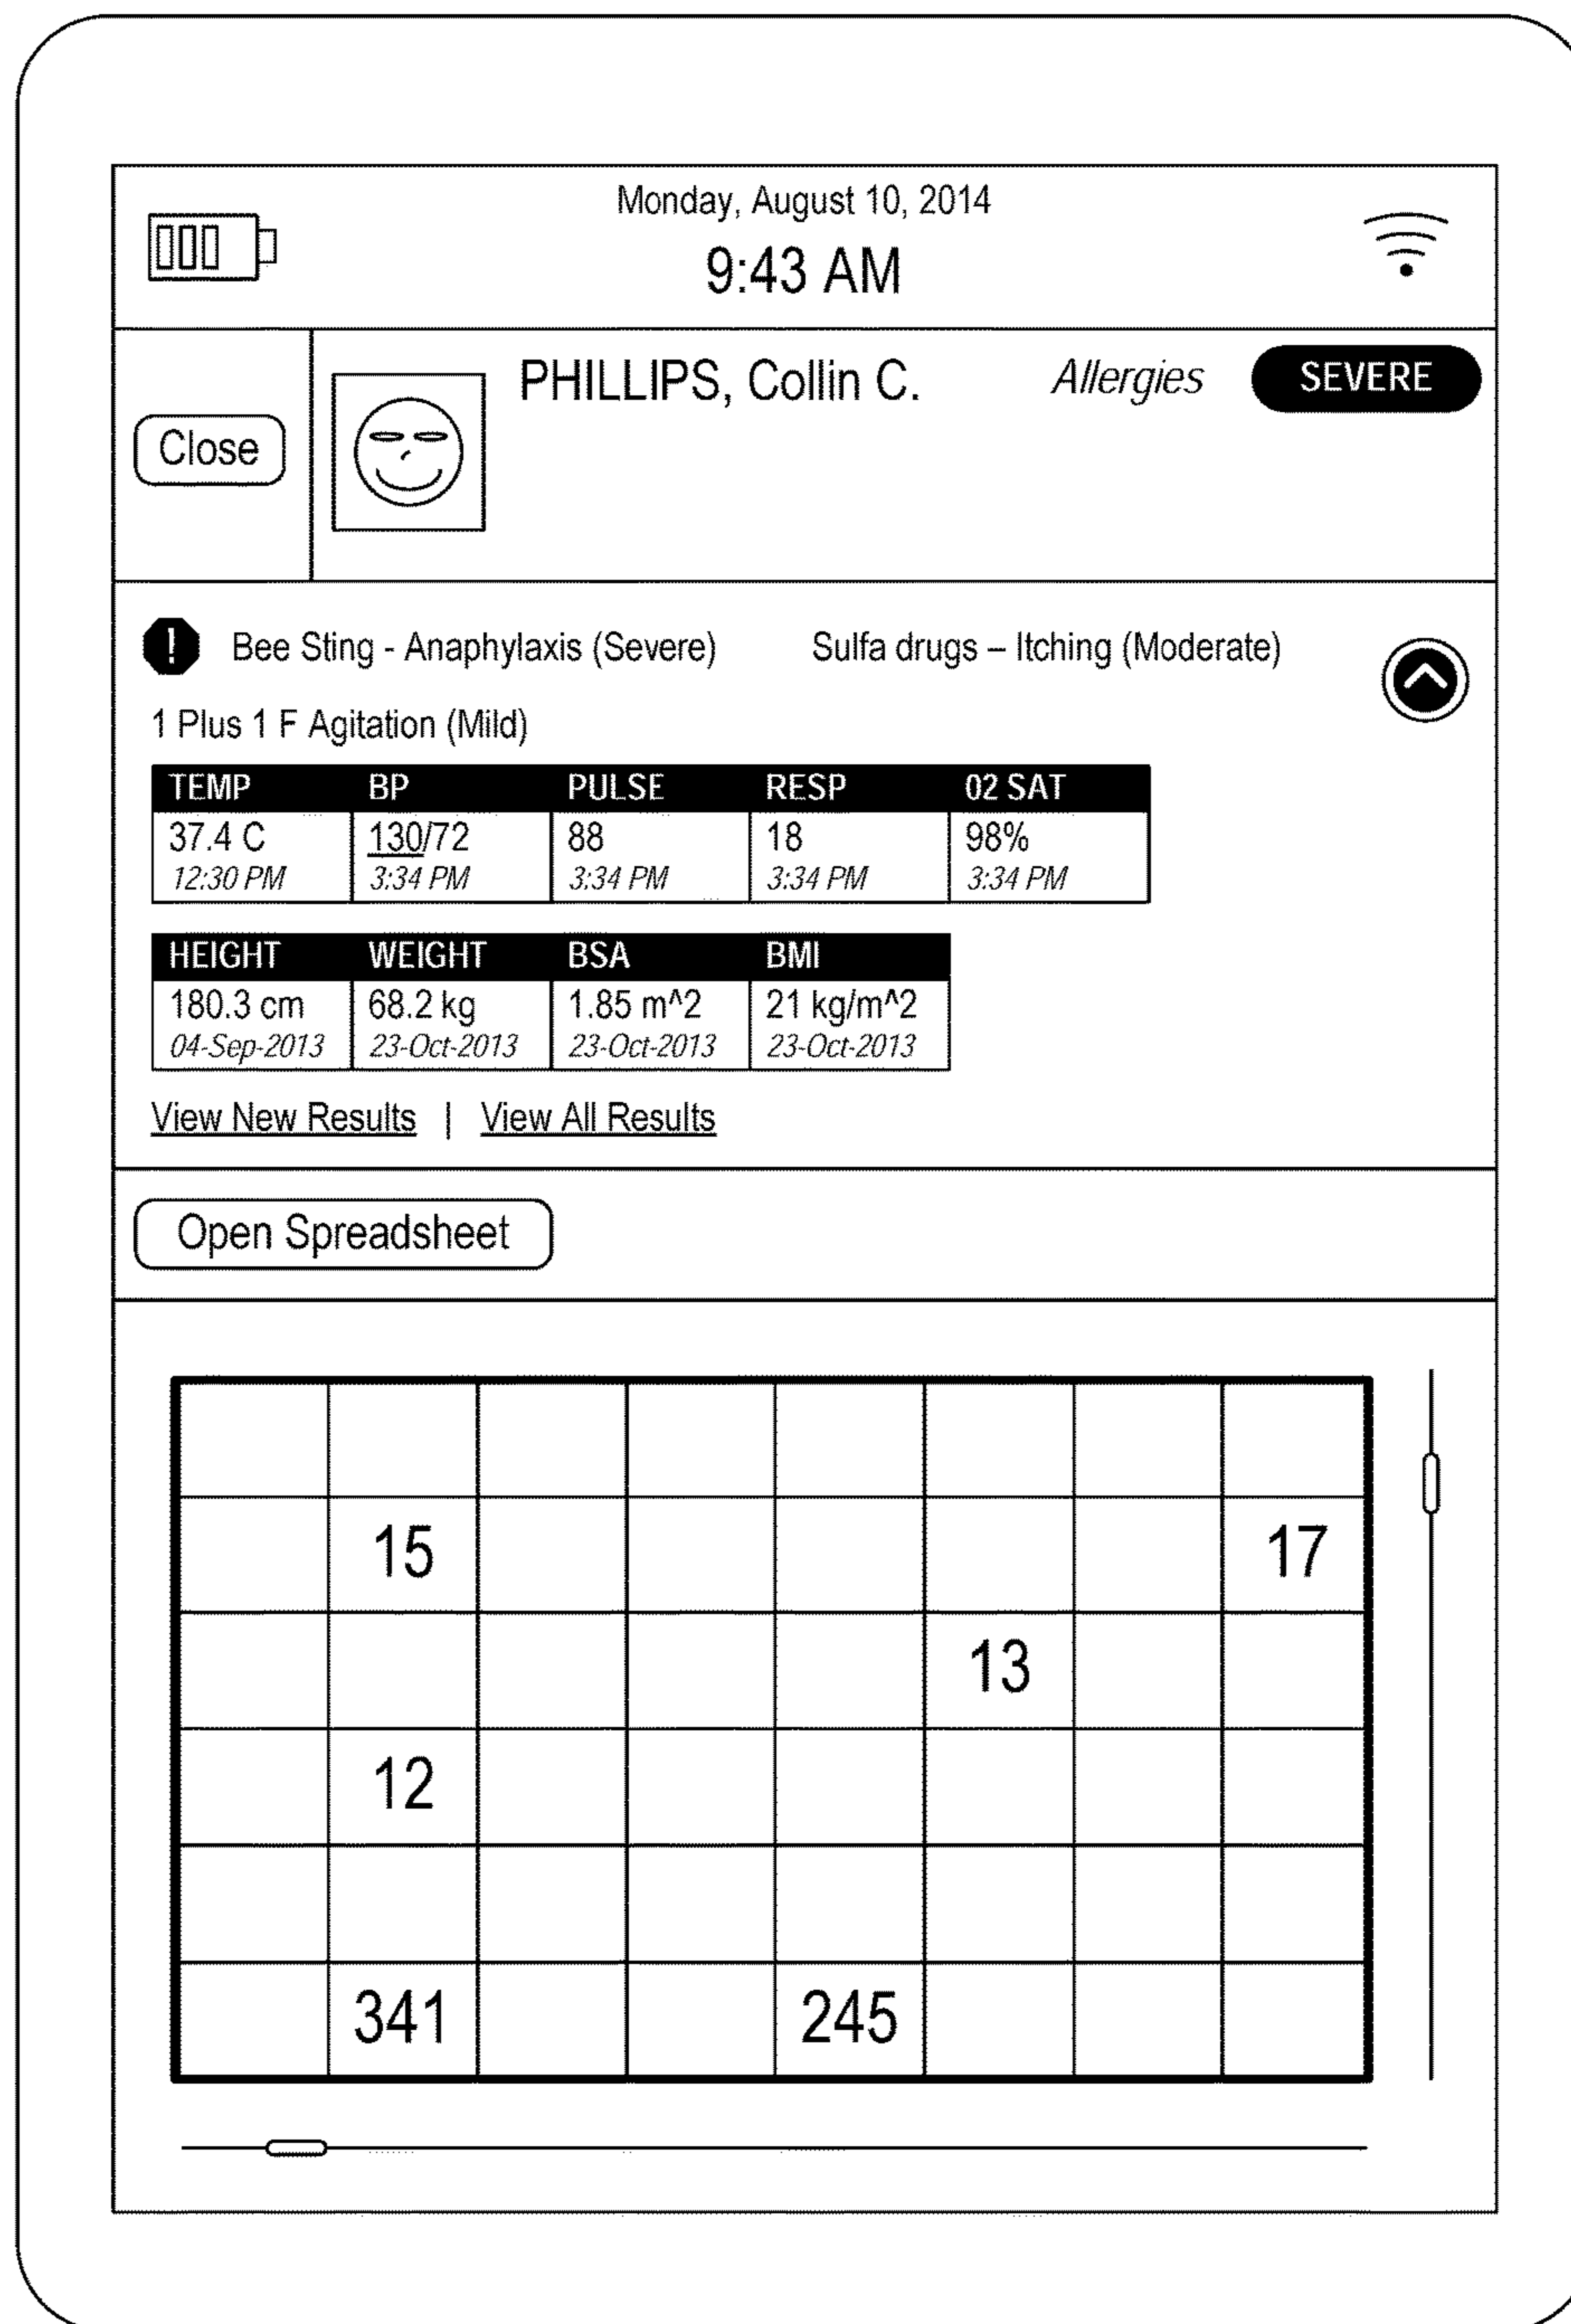 Monday, August 10, 2014
9:43 AM
Close
PHILLIPS, Collin C. Allergies SEVERE
! Bee Sting - Anaphylaxis (Severe) Sulfa drugs – Itching (Moderate)
1 Plus 1 F Agitation (Mild)
TEMP BP PULSE RESP 02 SAT
37.4 C 130/72 88 18 98%
12:30 PM 3:34 PM 3:34 PM 3:34 PM 3:34 PM
HEIGHT WEIGHT BSA BMI
180.3 cm 68.2 kg 1.85 m^2 21 kg/m^2
04-Sep-2013 23-Oct-2013 23-Oct-2013 23-Oct-2013
View New Results | View All Results
Open Spreadsheet
15 17
13
12
341 245